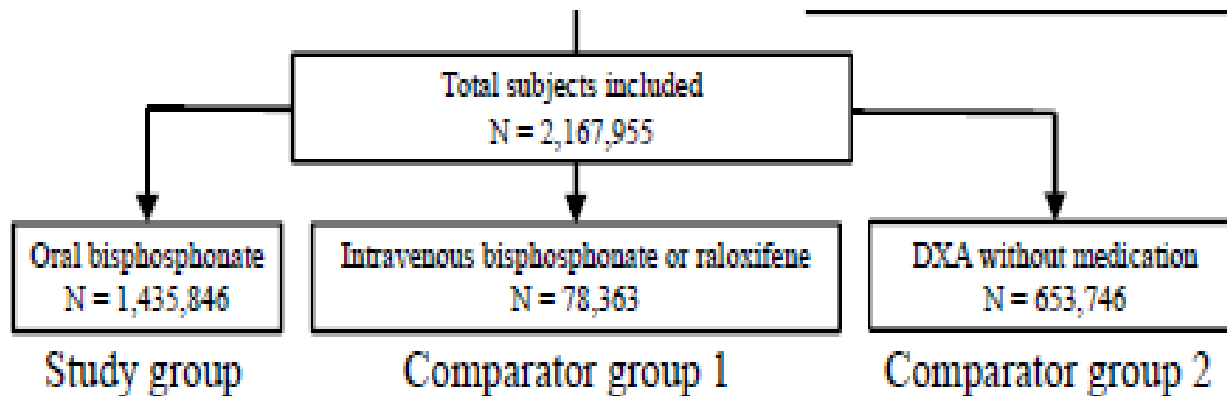 Total subjects included
N = 2,167,955
Oral bisphosphonate
N = 1,435,846
Intravenous bisphosphonate or raloxifene
N = 78,363
DXA without medication
N = 653,746
Study group
Comparator group 1
Comparator group 2